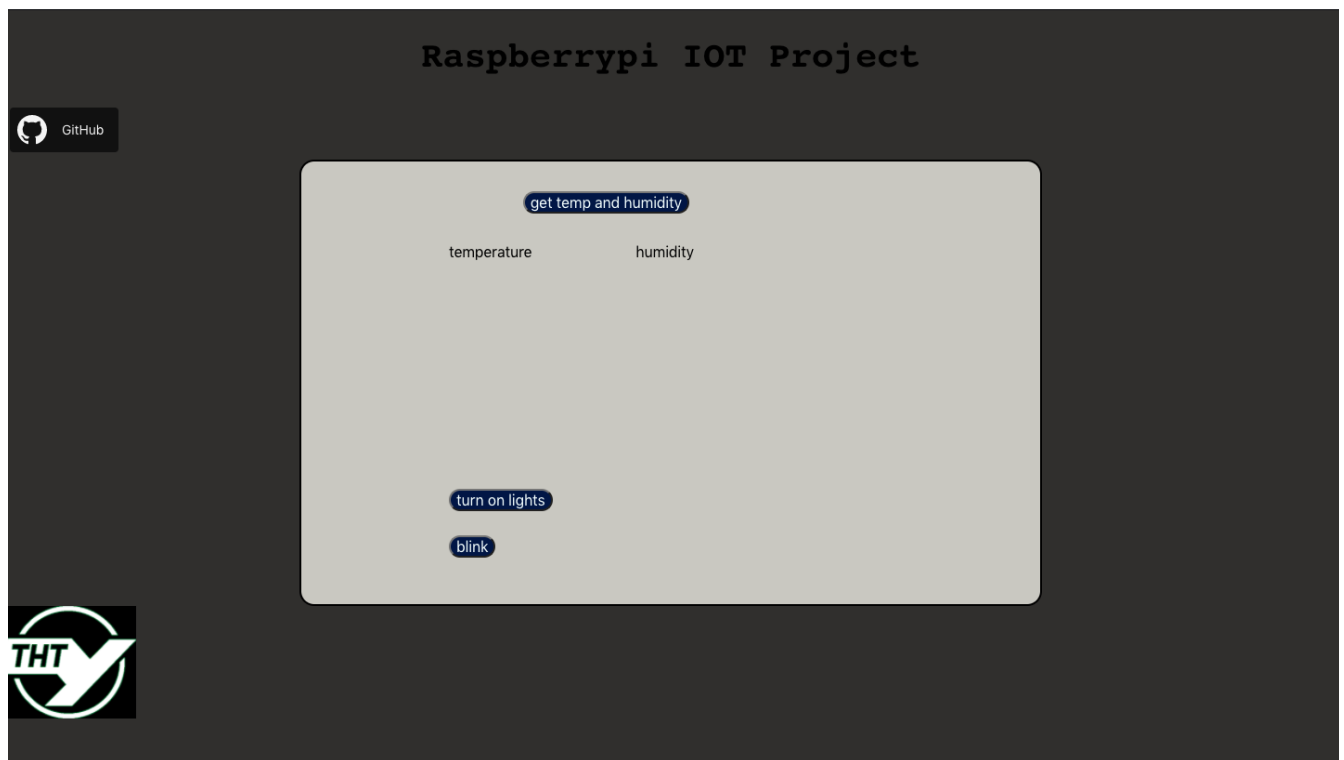 Raspberrypi IOT Project
GitHub
get temp and humidity
temperature humidity
turn on lights
blink
THT